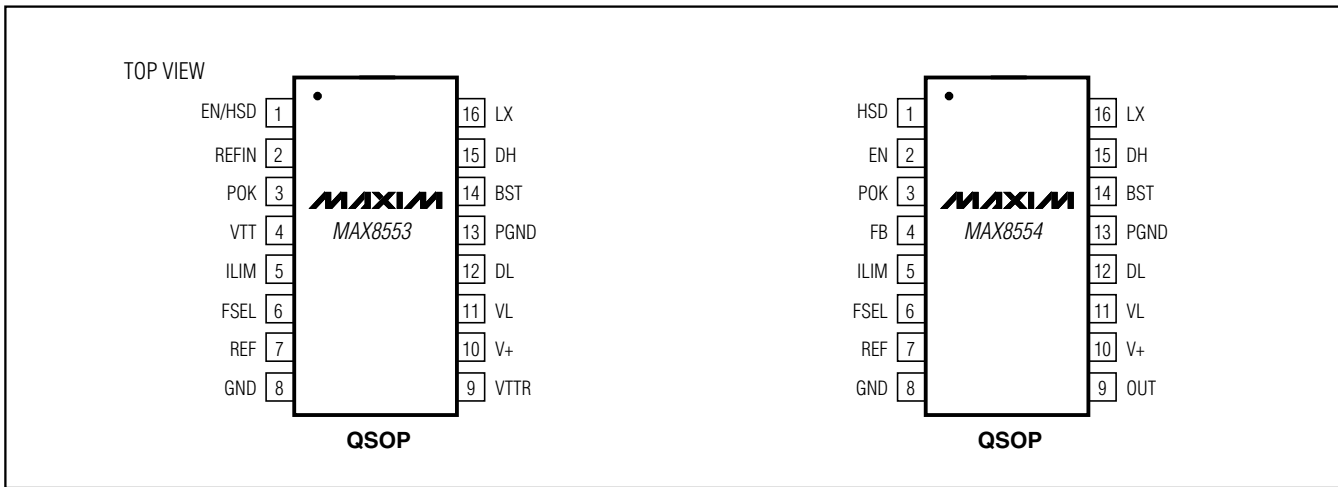 TOP VIEW
EN/HSD 1 16 LX
REFIN 2 15 DH
POK 3 14 BST
VTT 4 13 PGND
ILIM 5 12 DL
FSEL 6 11 VL
REF 7 10 V+
GND 8 9 VTTR
MAXIM
MAX8553
QSOP
HSD 1 16 LX
EN 2 15 DH
POK 3 14 BST
FB 4 13 PGND
ILIM 5 12 DL
FSEL 6 11 VL
REF 7 10 V+
GND 8 9 OUT
MAXIM
MAX8554
QSOP